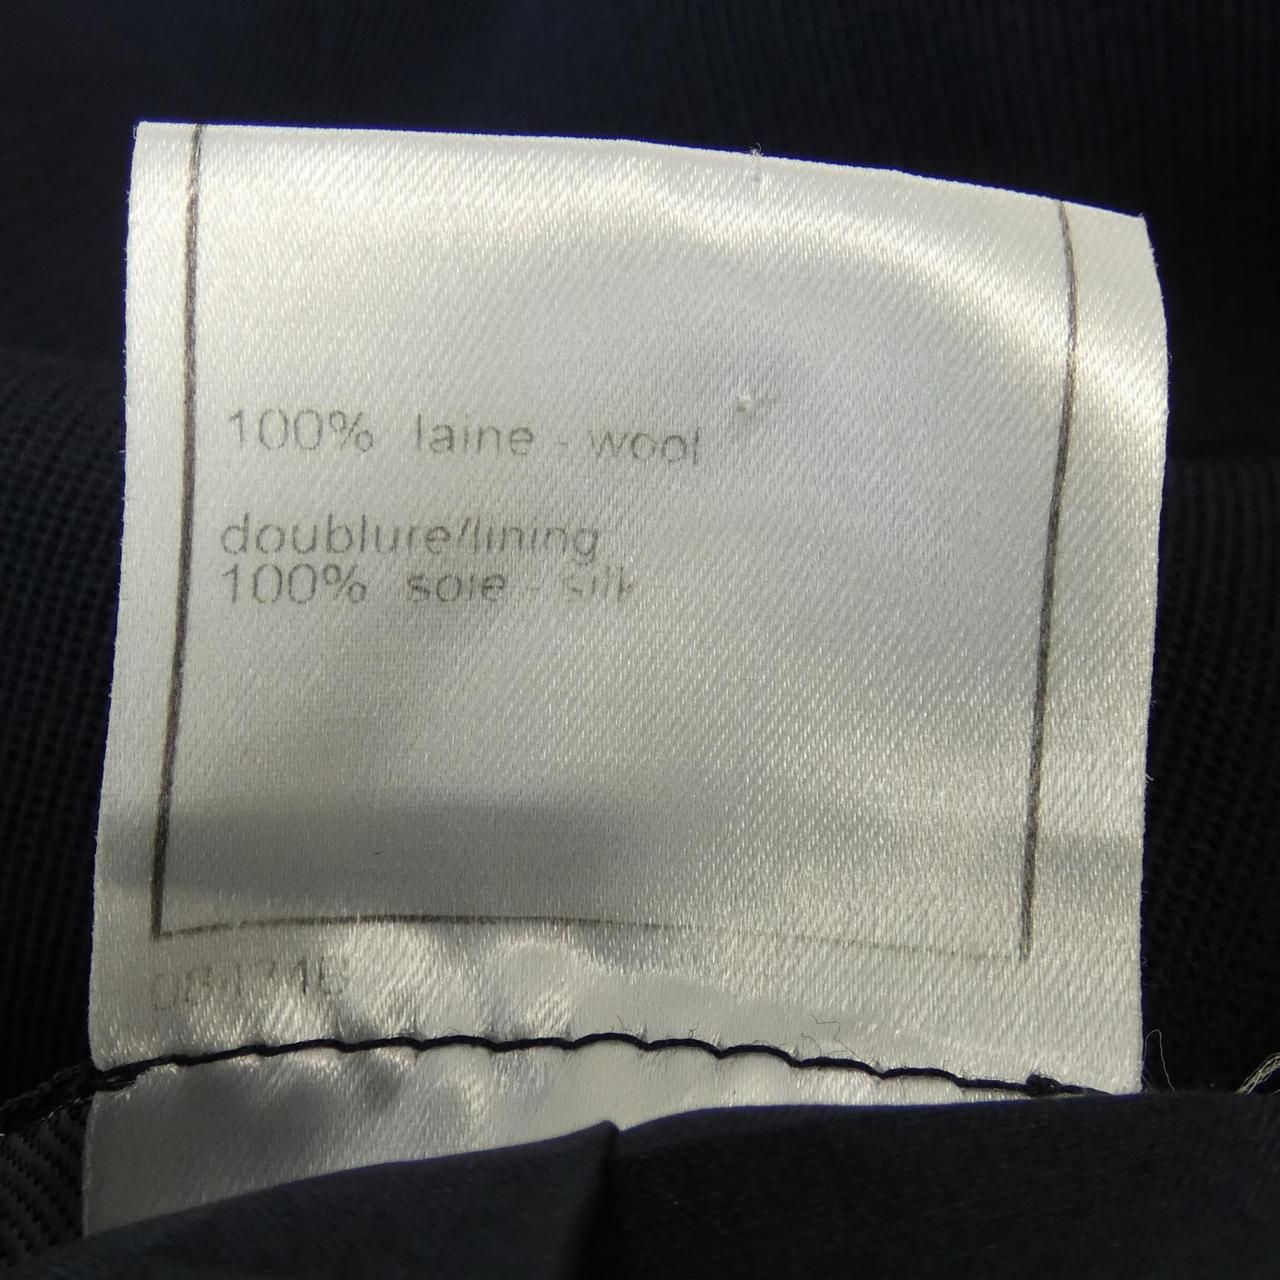 100% laine - wool
doublure/lining
100% soie - silk